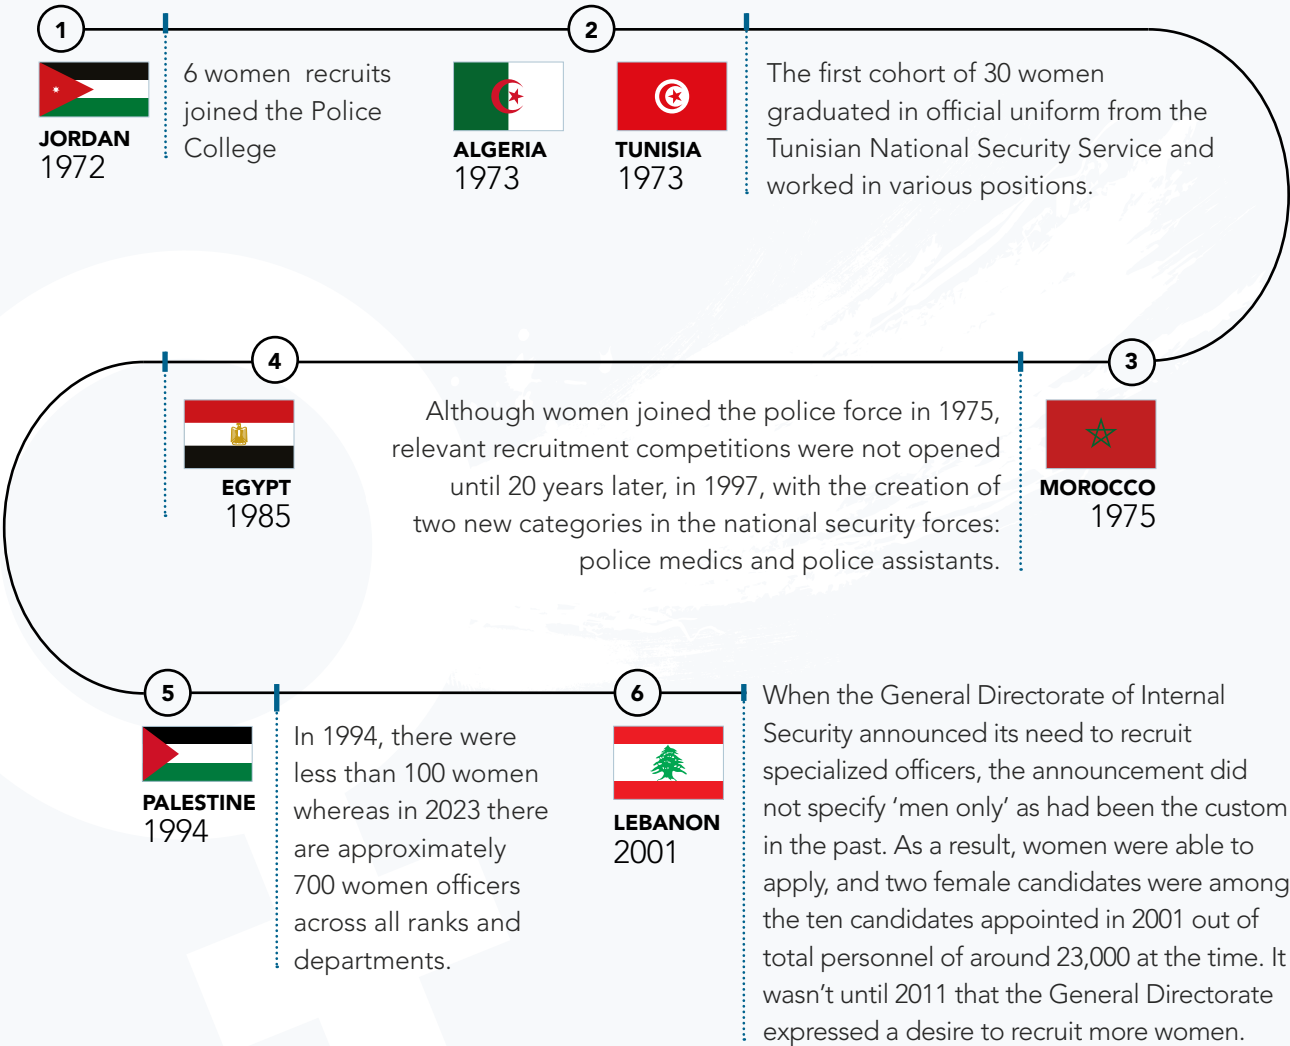 1
JORDAN
1972
6 women recruits
joined the Police
College
2
ALGERIA
1973
TUNISIA
1973
The first cohort of 30 women
graduated in official uniform from the
Tunisian National Security Service and
worked in various positions.
3
MOROCCO
1975
Although women joined the police force in 1975,
relevant recruitment competitions were not opened
until 20 years later, in 1997, with the creation of
two new categories in the national security forces:
police medics and police assistants.
4
EGYPT
1985
5
PALESTINE
1994
In 1994, there were
less than 100 women
whereas in 2023 there
are approximately
700 women officers
across all ranks and
departments.
6
LEBANON
2001
When the General Directorate of Internal
Security announced its need to recruit
specialized officers, the announcement did
not specify ‘men only’ as had been the custom
in the past. As a result, women were able to
apply, and two female candidates were among
the ten candidates appointed in 2001 out of
total personnel of around 23,000 at the time. It
wasn’t until 2011 that the General Directorate
expressed a desire to recruit more women.